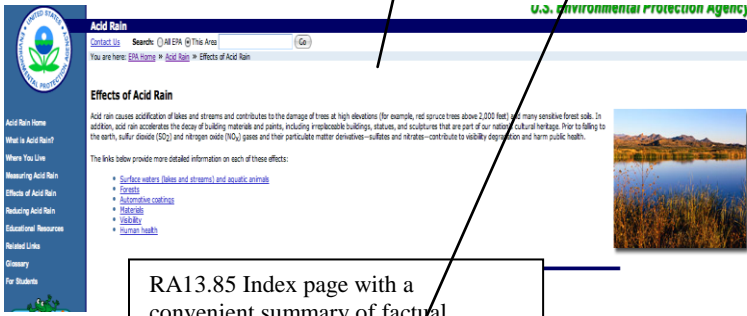 U.S. Environmental Protection Agency
Acid Rain
Contact Us Search: All EPA This Area Go
You are here: EPA Home » Acid Rain » Effects of Acid Rain
Effects of Acid Rain
Acid rain causes acidification of lakes and streams and contributes to the damage of trees at high elevations (for example, red spruce trees above 2,000 feet) and many sensitive forest soils. In
addition, acid rain accelerates the decay of building materials and paints, including irreplaceable buildings, statues, and sculptures that are part of our nation's cultural heritage. Prior to falling to
the earth, sulfur dioxide (SO2) and nitrogen oxide (NOx) gases and their particulate matter derivatives—sulfates and nitrates—contribute to visibility degradation and harm public health.
The links below provide more detailed information on each of these effects:
Surface waters (lakes and streams) and aquatic animals
Forests
Automotive coatings
Materials
Visibility
Human health
Acid Rain Home
What is Acid Rain?
Where You Live
Measuring Acid Rain
Effects of Acid Rain
Reducing Acid Rain
Educational Resources
Related Links
Glossary
For Students
RA13.85 Index page with a
convenient summary of factual